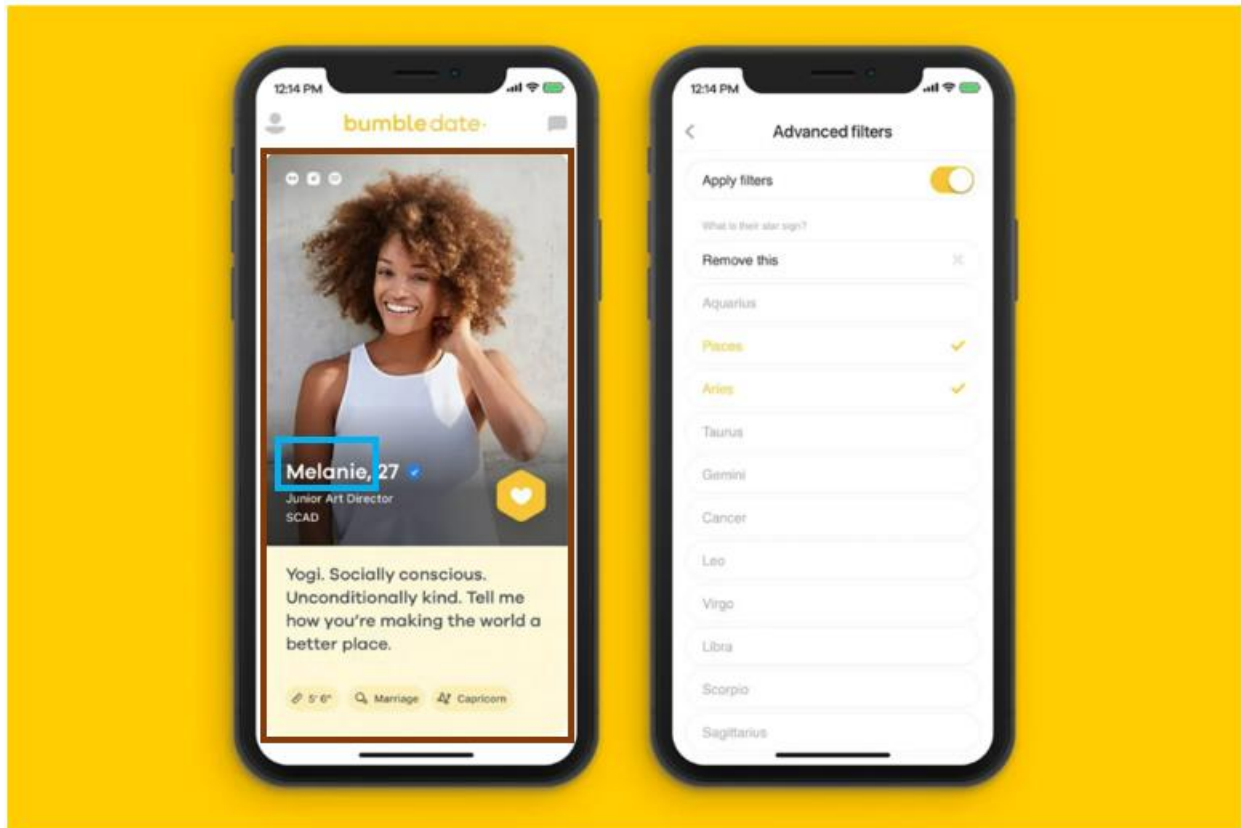 12:14 PM
bumble date.
Melanie, 27
Junior Art Director
SCAD
Yogi. Socially conscious.
Unconditionally kind. Tell me
how you're making the world a
better place.
5' 6"
Marriage
Capricorn
12:14 PM
Advanced filters
Apply filters
What is their star sign?
Remove this
Aquarius
Pisces
Aries
Taurus
Gemini
Cancer
Leo
Virgo
Libra
Scorpio
Sagittarius